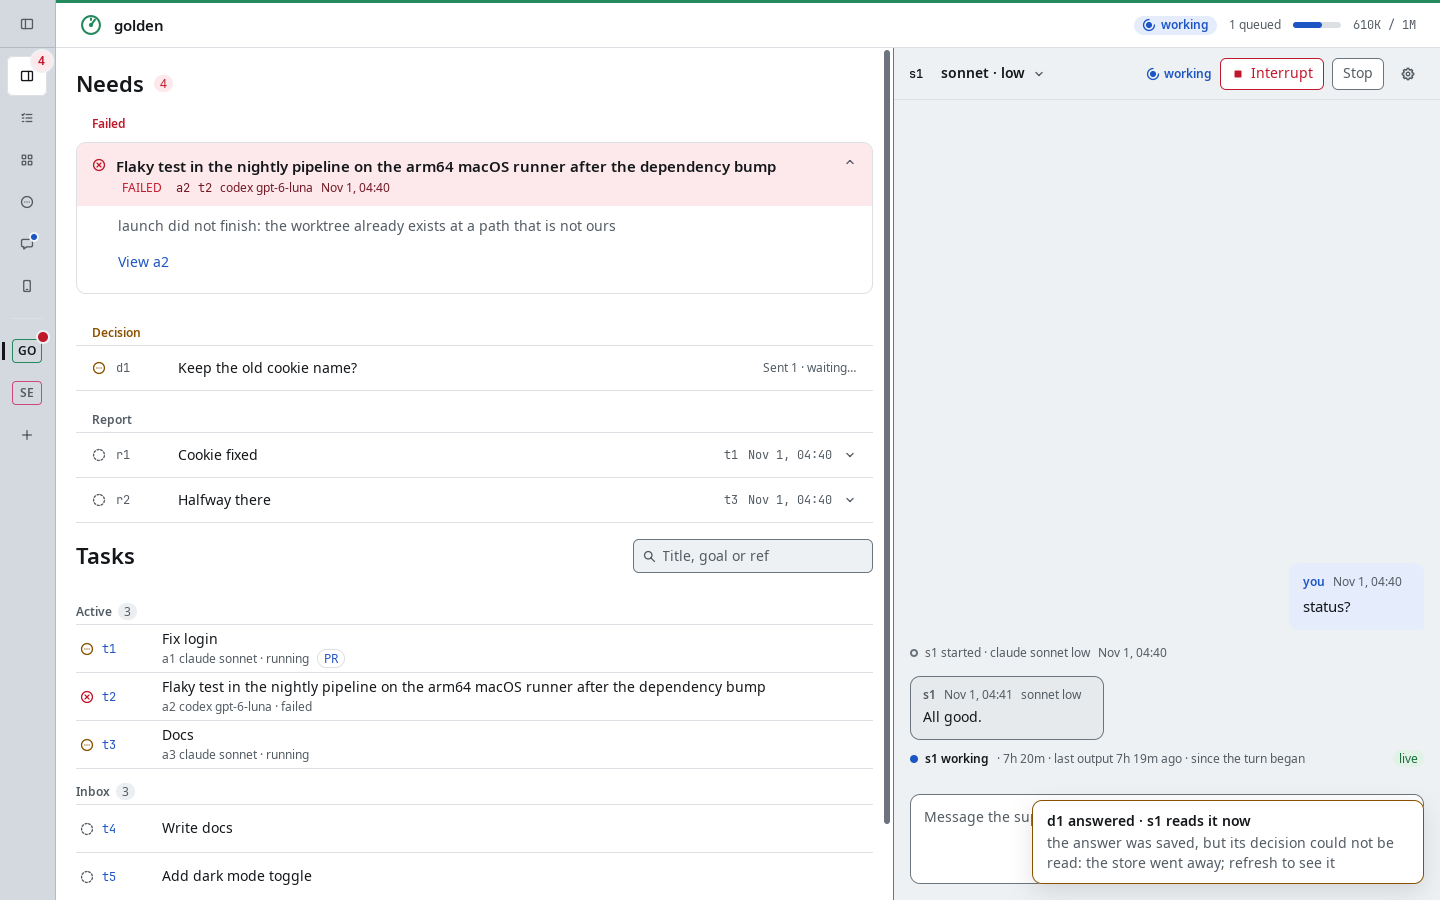 golden
working
1 queued
610K / 1M
4
GO
SE
Needs 4
Failed
Flaky test in the nightly pipeline on the arm64 macOS runner after the dependency bump
FAILED a2 t2 codex gpt-6-luna Nov 1, 04:40
launch did not finish: the worktree already exists at a path that is not ours
View a2
Decision
d1 Keep the old cookie name? Sent 1 · waiting…
Report
r1 Cookie fixed t1 Nov 1, 04:40
r2 Halfway there t3 Nov 1, 04:40
Tasks
Title, goal or ref
Active 3
t1 Fix login
a1 claude sonnet · running PR
t2 Flaky test in the nightly pipeline on the arm64 macOS runner after the dependency bump
a2 codex gpt-6-luna · failed
t3 Docs
a3 claude sonnet · running
Inbox 3
t4 Write docs
t5 Add dark mode toggle
s1 sonnet · low
working
Interrupt
Stop
you Nov 1, 04:40
status?
s1 started · claude sonnet low Nov 1, 04:40
s1 Nov 1, 04:41 sonnet low
All good.
s1 working · 7h 20m · last output 7h 19m ago · since the turn began live
Message the
d1 answered · s1 reads it now
the answer was saved, but its decision could not be
read: the store went away; refresh to see it